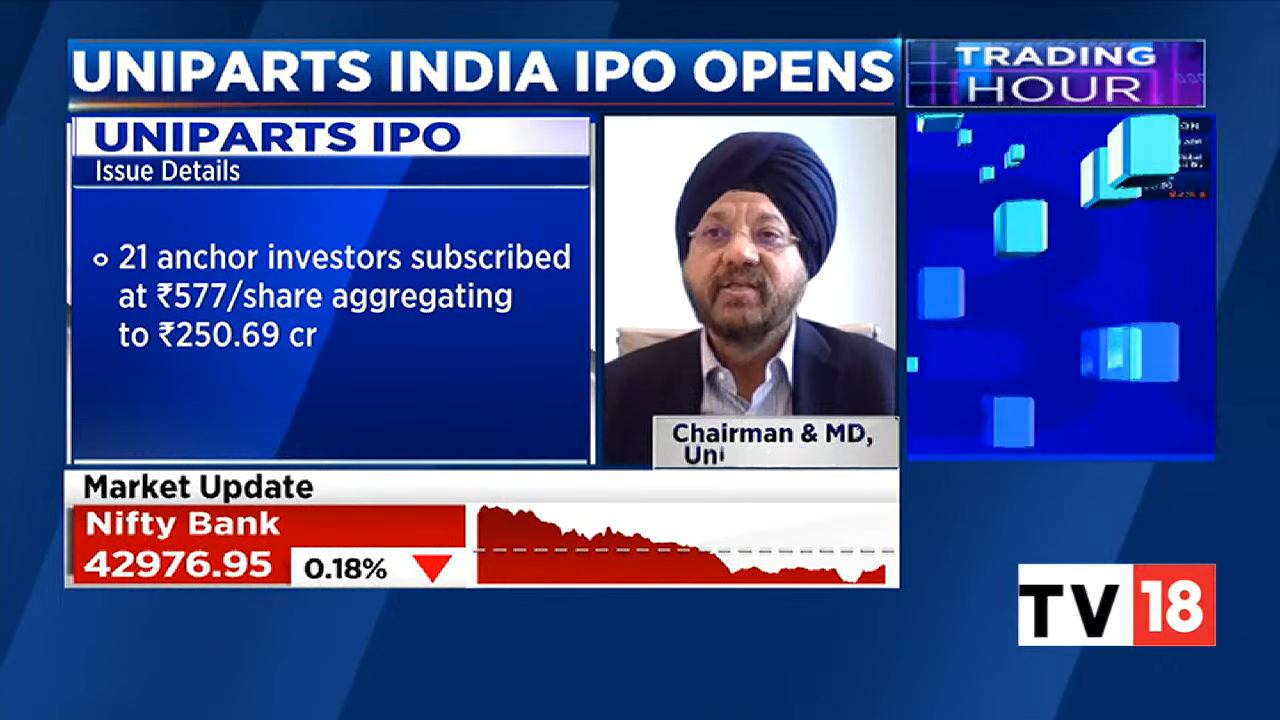 UNIPARTS INDIA IPO OPENS
TRADING
HOUR
UNIPARTS IPO
Issue Details
21 anchor investors subscribed
at ₹577/share aggregating
to ₹250.69 cr
Chairman & MD,
Market Update
Nifty Bank
42976.95 0.18%
TV18